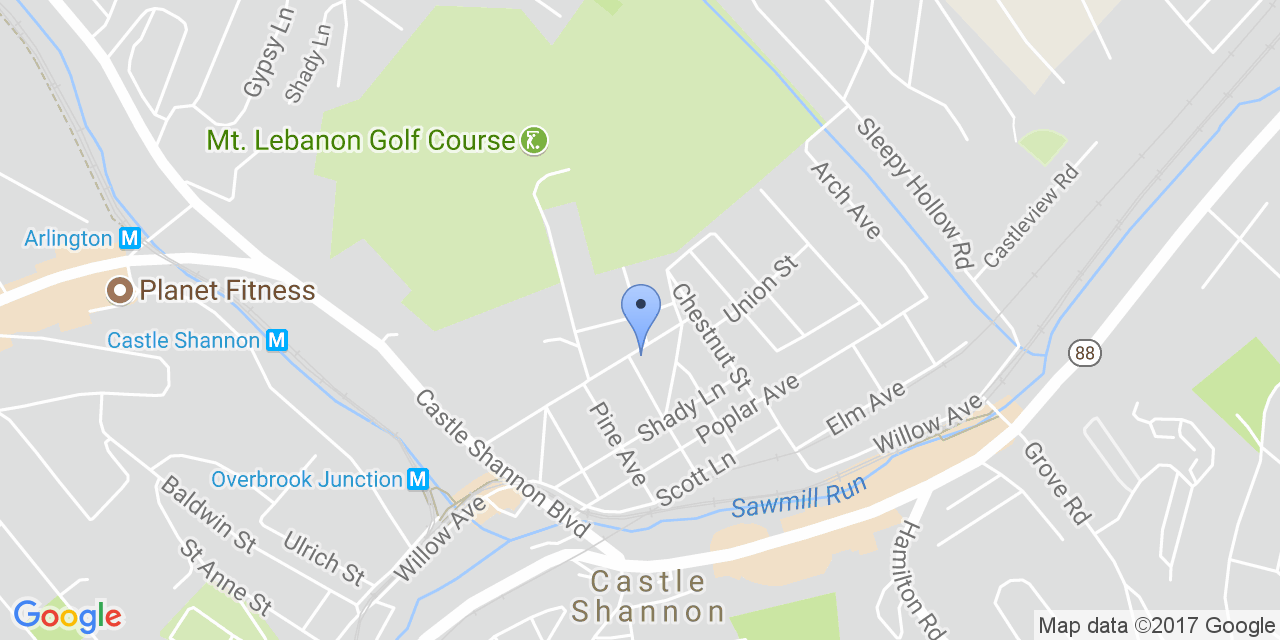 Gypsy Ln
Shady Ln
Mt. Lebanon Golf Course
Sleepy Hollow Rd
Arch Ave
Castleview Rd
Arlington M
Planet Fitness
Union St
Chestnut St
Castle Shannon M
88
Castle Shannon Blvd
Shady Ln
Poplar Ave
Elm Ave
Willow Ave
Pine Ave
Scott Ln
Grove Rd
Overbrook Junction M
Sawmill Run
Baldwin St
Willow Ave
Ulrich St
St Anne St
Hamilton Rd
Castle
Shannon
Google
Map data ©2017 Google